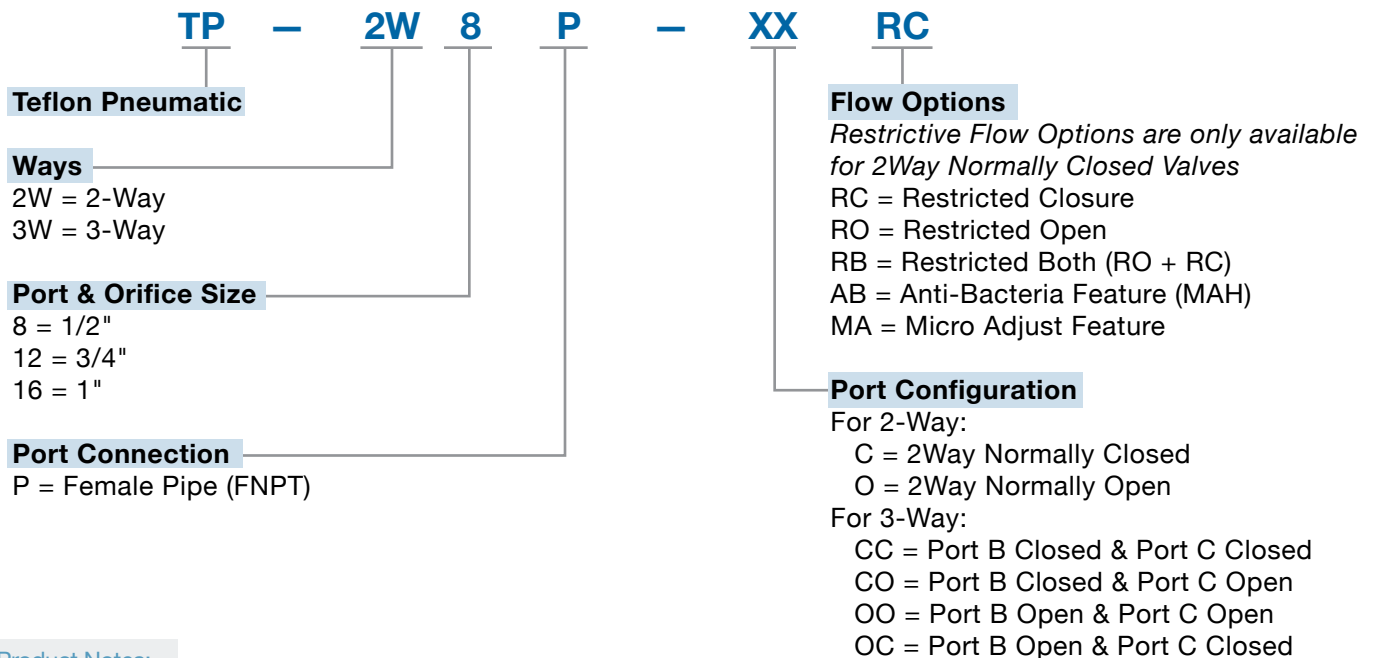 TP — 2W 8 P — XX RC
Teflon Pneumatic
Ways
2W = 2-Way
3W = 3-Way
Port & Orifice Size
8 = 1/2"
12 = 3/4"
16 = 1"
Port Connection
P = Female Pipe (FNPT)
Flow Options
Restrictive Flow Options are only available
for 2Way Normally Closed Valves
RC = Restricted Closure
RO = Restricted Open
RB = Restricted Both (RO + RC)
AB = Anti-Bacteria Feature (MAH)
MA = Micro Adjust Feature
Port Configuration
For 2-Way:
C = 2Way Normally Closed
O = 2Way Normally Open
For 3-Way:
CC = Port B Closed & Port C Closed
CO = Port B Closed & Port C Open
OO = Port B Open & Port C Open
OC = Port B Open & Port C Closed
Product Notes: